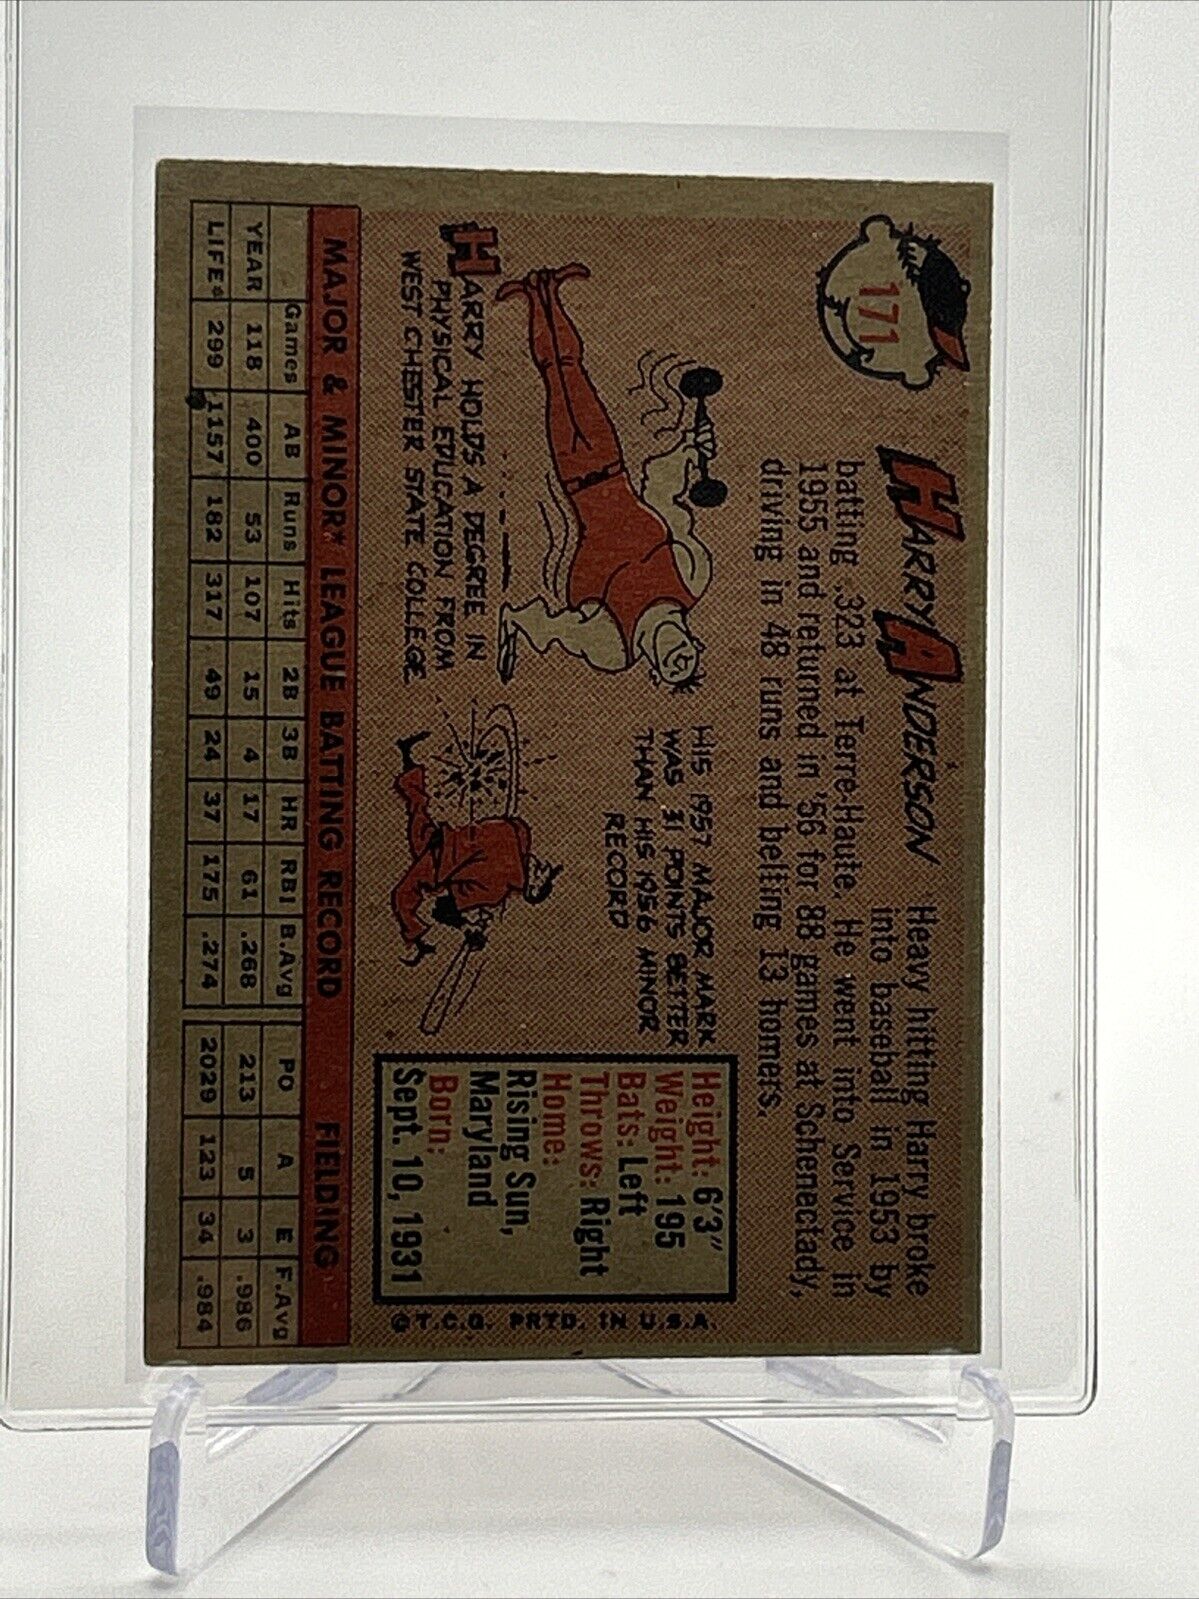 171
HARRY ANDERSON
Heavy hitting Harry broke
into baseball in 1953 by
batting .323 at Terre-Haute. He went into Service in
1955 and returned in '56 for 88 games at Schenectady,
driving in 48 runs and belting 13 homers.
HARRY HOLDS A DEGREE IN
PHYSICAL EDUCATION FROM
WEST CHESTER STATE COLLEGE
HIS 1957 MAJOR MARK
WAS 31 POINTS BETTER
THAN HIS 1956 MINOR
RECORD
Height: 6'3"
Weight: 195
Bats: Left
Throws: Right
Home:
Rising Sun,
Maryland
Born:
Sept. 10, 1931
© T.C.G. PRTD. IN U.S.A.
MAJOR & MINOR* LEAGUE BATTING RECORD FIELDING
Games AB Runs Hits 2B 3B HR RBI B.Avg PO A E F.Avg
YEAR 118 400 53 107 15 4 17 61 .268 213 5 3 .986
LIFE* 299 1157 182 317 49 24 37 175 .274 2029 123 34 .984